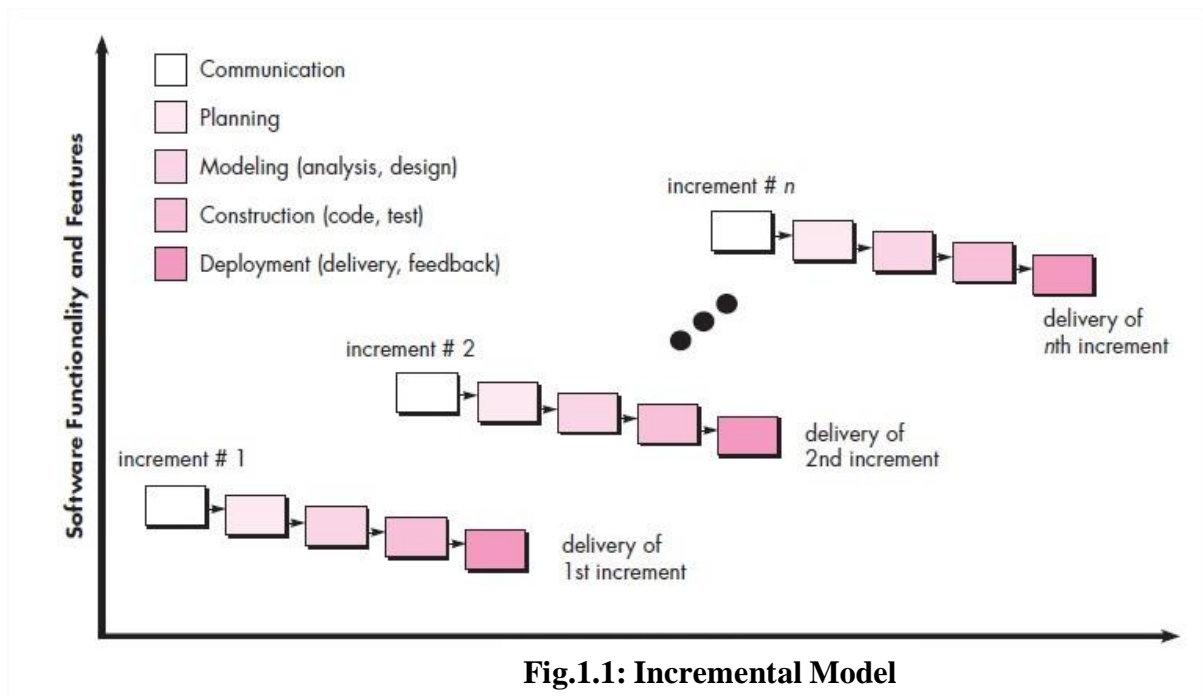 Software Functionality and Features
Communication
Planning
Modeling (analysis, design)
Construction (code, test)
Deployment (delivery, feedback)
increment # n
delivery of
nth increment
increment # 2
delivery of
2nd increment
increment # 1
delivery of
1st increment
Fig.1.1: Incremental Model